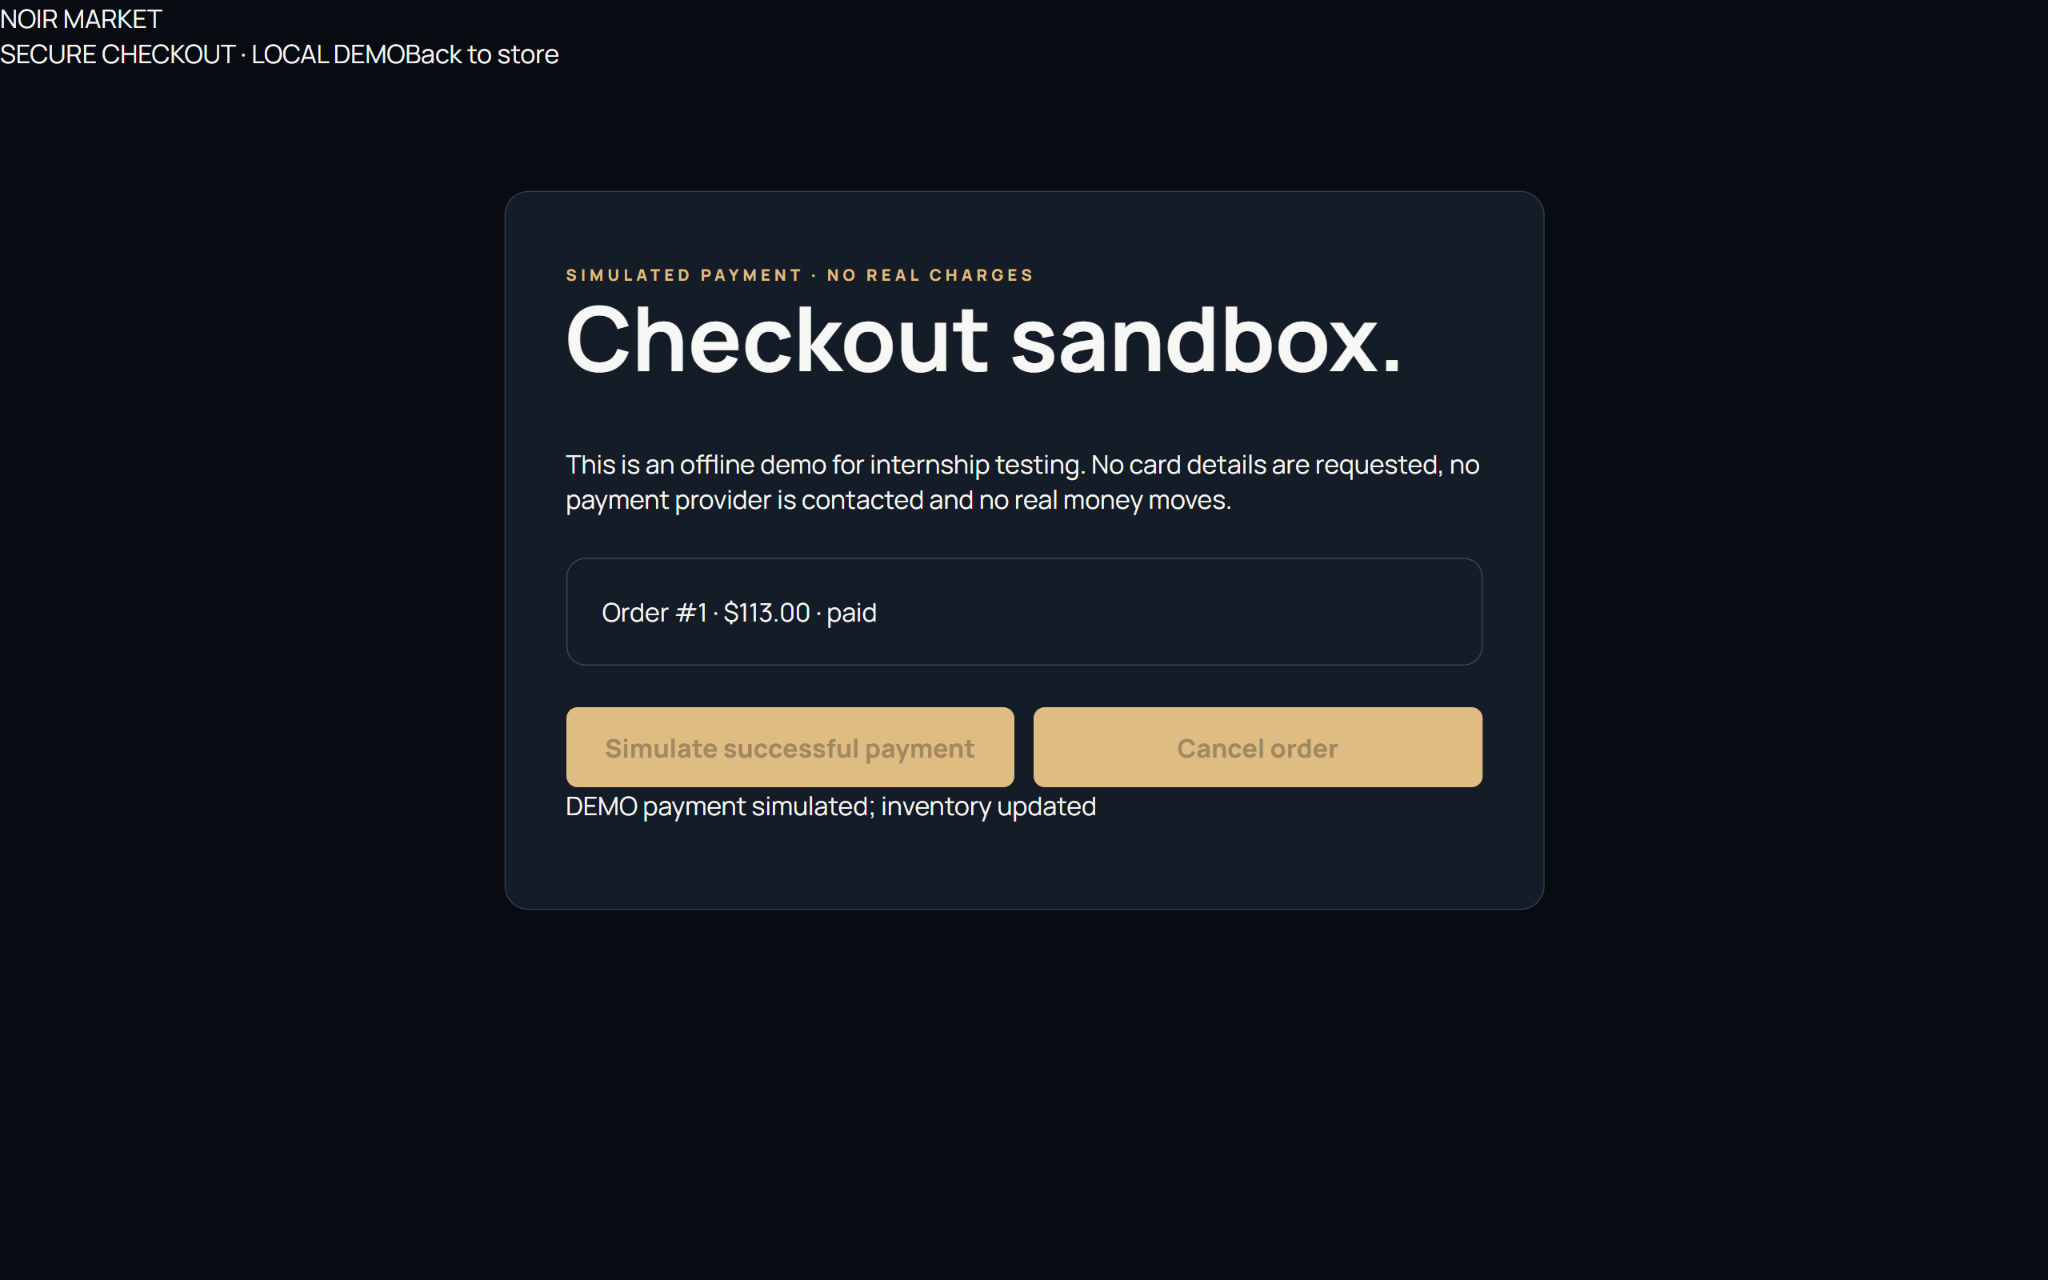 NOIR MARKET
SECURE CHECKOUT · LOCAL DEMOBack to store
SIMULATED PAYMENT · NO REAL CHARGES
Checkout sandbox.
This is an offline demo for internship testing. No card details are requested, no
payment provider is contacted and no real money moves.
Order #1 · $113.00 · paid
Simulate successful payment
Cancel order
DEMO payment simulated; inventory updated